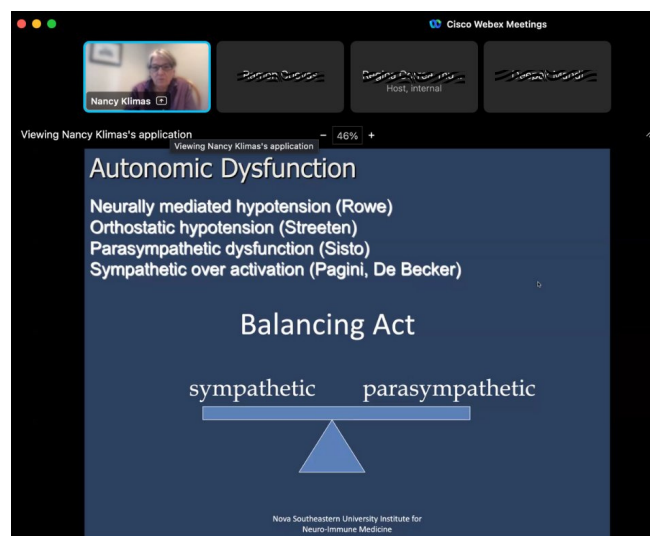 Cisco Webex Meetings
Nancy Klimas
Host, internal
Viewing Nancy Klimas's application
46%
Viewing Nancy Klimas's application
Autonomic Dysfunction
Neurally mediated hypotension (Rowe)
Orthostatic hypotension (Streeten)
Parasympathetic dysfunction (Sisto)
Sympathetic over activation (Pagini, De Becker)
Balancing Act
sympathetic parasympathetic
Nova Southeastern University Institute for
Neuro-Immune Medicine